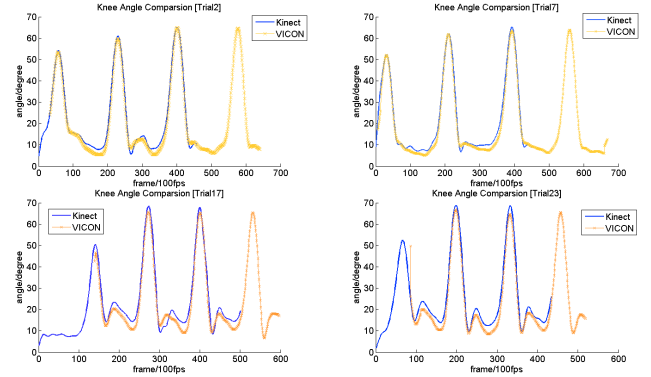 Knee Angle Comparsion [Trial2]
70
60
50
40
30
20
10
0
angle/degree
Kinect
VICON
0 100 200 300 400 500 600 700
frame/100fps
Knee Angle Comparsion [Trial7]
70
60
50
40
30
20
10
0
angle/degree
Kinect
VICON
0 100 200 300 400 500 600 700
frame/100fps
Knee Angle Comparsion [Trial17]
70
60
50
40
30
20
10
0
angle/degree
Kinect
VICON
0 100 200 300 400 500 600
frame/100fps
Knee Angle Comparsion [Trial23]
70
60
50
40
30
20
10
0
angle/degree
Kinect
VICON
0 100 200 300 400 500 600
frame/100fps